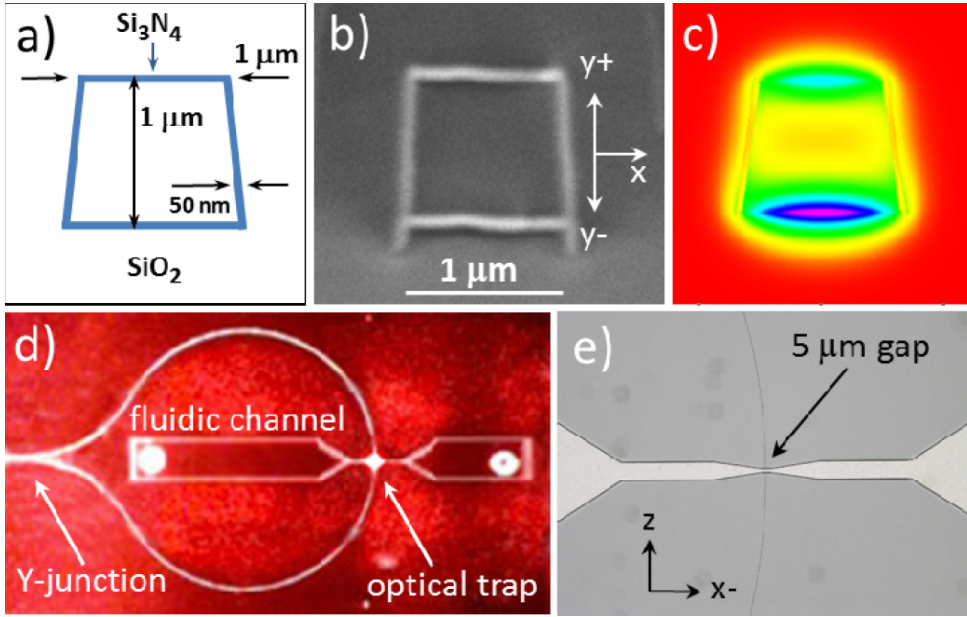 a)
Si₃N₄
1 µm
1 µm
50 nm
SiO₂
b)
y+
x
y-
1 µm
c)
d)
fluidic channel
Y-junction
optical trap
e)
5 µm gap
z
x-